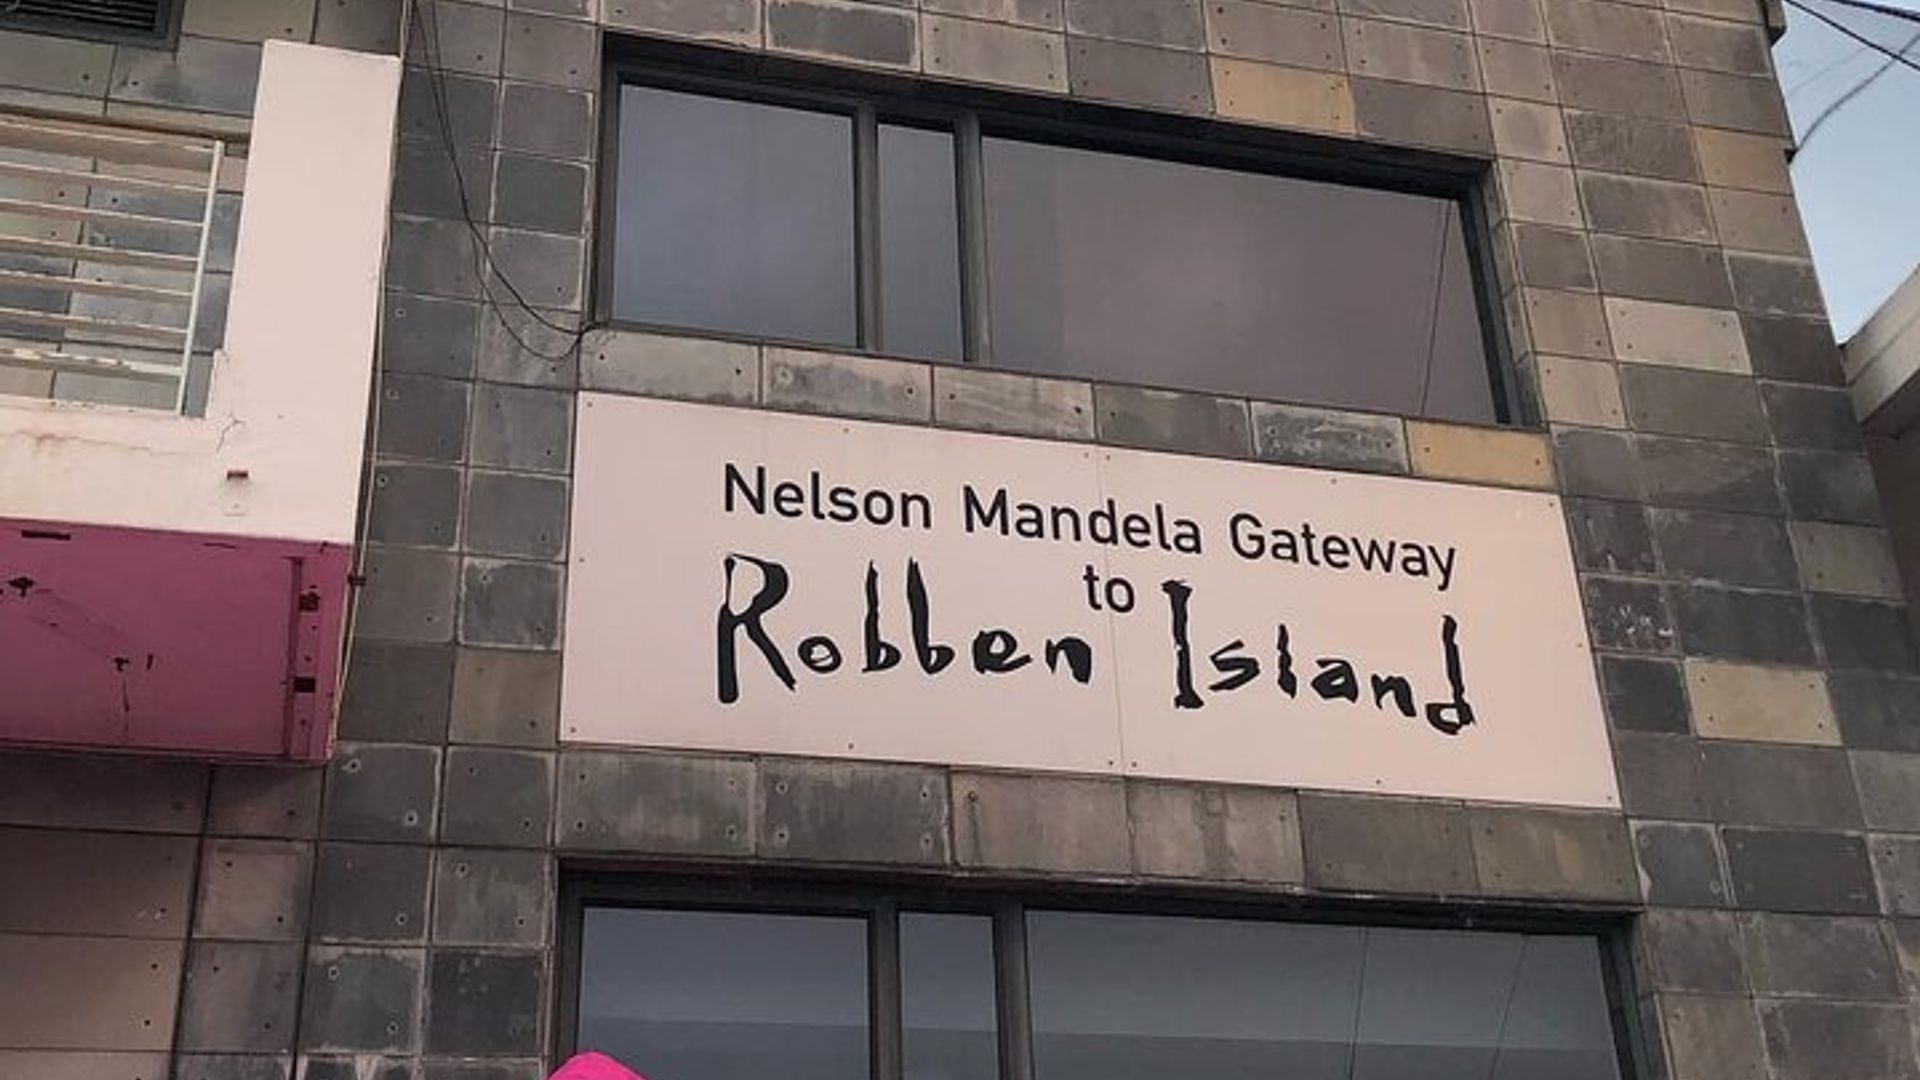 Nelson Mandela Gateway
to
Robben Island